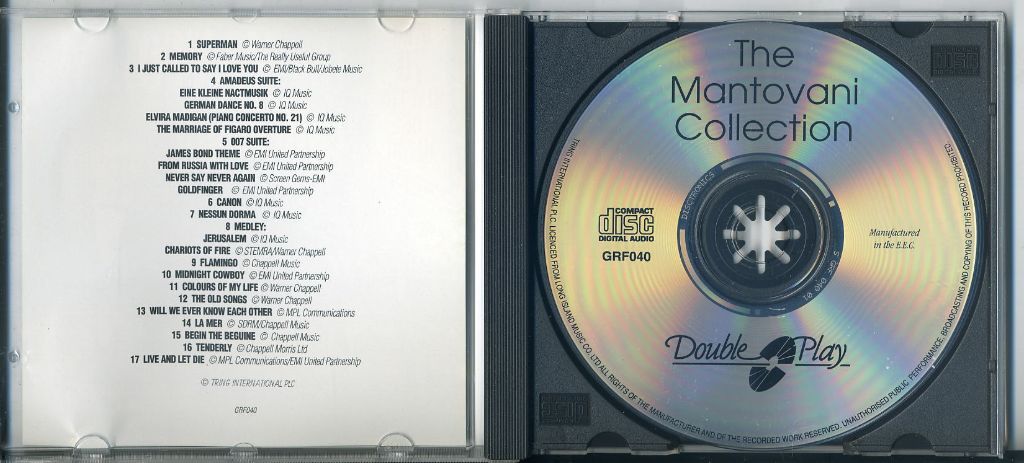 1 SUPERMAN © Warner Chappell
2 MEMORY © Faber Music/The Really Useful Group
3 I JUST CALLED TO SAY I LOVE YOU © EMI/Black Bull/Jobete Music
4 AMADEUS SUITE:
EINE KLEINE NACTMUSIK © IQ Music
GERMAN DANCE NO. 8 © IQ Music
ELVIRA MADIGAN (PIANO CONCERTO NO. 21) © IQ Music
THE MARRIAGE OF FIGARO OVERTURE © IQ Music
5 007 SUITE:
JAMES BOND THEME © EMI United Partnership
FROM RUSSIA WITH LOVE © EMI United Partnership
NEVER SAY NEVER AGAIN © Screen Gems-EMI
GOLDFINGER © EMI United Partnership
6 CANON © IQ Music
7 NESSUN DORMA © IQ Music
8 MEDLEY:
JERUSALEM © IQ Music
CHARIOTS OF FIRE © STEMRA/Warner Chappell
9 FLAMINGO © Chappell Music
10 MIDNIGHT COWBOY © EMI United Partnership
11 COLOURS OF MY LIFE © Warner Chappell
12 THE OLD SONGS © Warner Chappell
13 WILL WE EVER KNOW EACH OTHER © MPL Communications
14 LA MER © SDRM/Chappell Music
15 BEGIN THE BEGUINE © Chappell Music
16 TENDERLY © Chappell Morris Ltd
17 LIVE AND LET DIE © MPL Communications/EMI United Partnership
© TRING INTERNATIONAL PLC
GRF040
The
Mantovani
Collection
COMPACT
disc
DIGITAL AUDIO
GRF040
Manufactured
in the E.E.C.
Double Play
TRING INTERNATIONAL P.L.C. LICENCED FROM LONG ISLAND MUSIC CO. LTD ALL RIGHTS OF THE MANUFACTURER AND OF THE RECORDED WORK RESERVED. UNAUTHORISED PUBLIC PERFORMANCE, BROADCASTING AND COPYING OF THIS RECORD PROHIBITED.
ELECTRONICS
S GRF 040 01
disc
disc